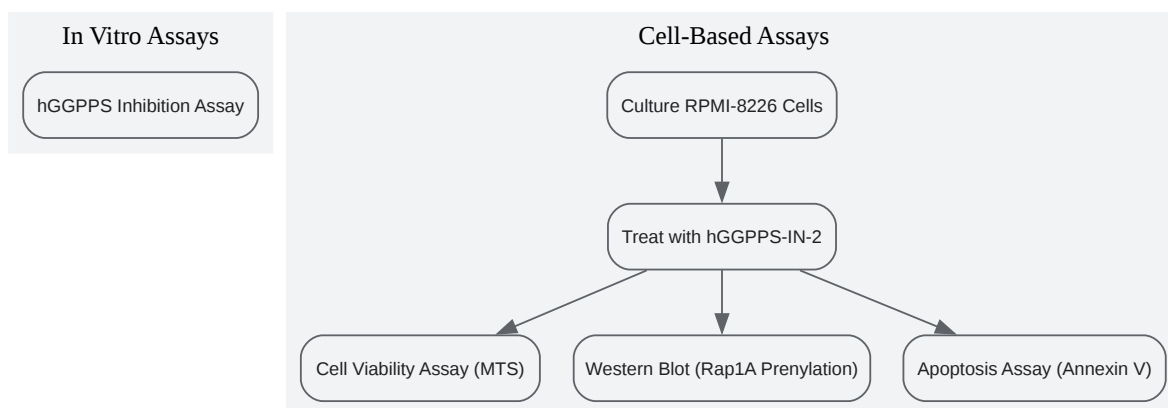 In Vitro Assays
hGGPPS Inhibition Assay
Cell-Based Assays
Culture RPMI-8226 Cells
Treat with hGGPPS-IN-2
Cell Viability Assay (MTS)
Western Blot (Rap1A Prenylation)
Apoptosis Assay (Annexin V)